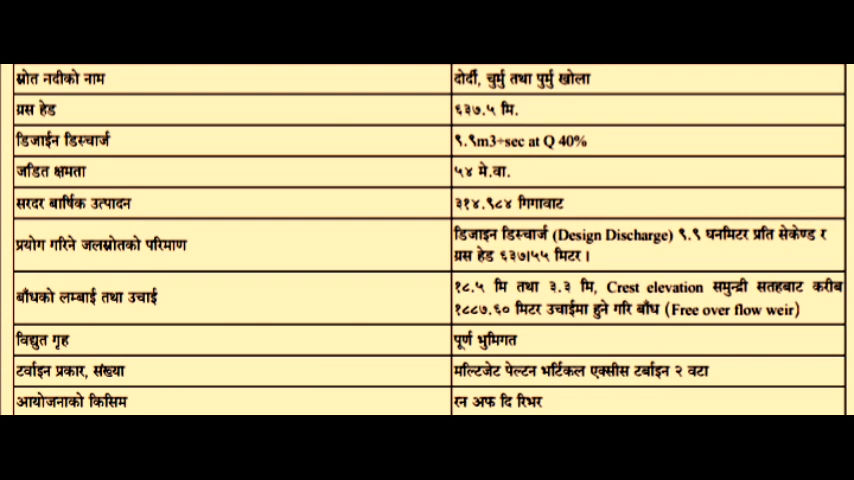 स्रोत नदीको नाम
दोर्दी, चुर्मु तथा पुर्मु खोला
ग्रस हेड
६३७.५ मि.
डिजाईन डिस्चार्ज
९.९m3÷sec at Q 40%
जडित क्षमता
५४ मे.वा.
सरदर बार्षिक उत्पादन
३१४.९८४ गिगावाट
प्रयोग गरिने जलस्रोतको परिमाण
डिजाइन डिस्चार्ज (Design Discharge) ९.९ घनमिटर प्रति सेकेण्ड र
ग्रस हेड ६३७।५५ मिटर ।
बाँधको लम्बाई तथा उचाई
१८.५ मि तथा ३.३ मि, Crest elevation समुन्द्री सतहबाट करीब
१८८७.६० मिटर उचाईमा हुने गरि बाँध (Free over flow weir)
विद्युत गृह
पूर्ण भुमिगत
टर्वाइन प्रकार, संख्या
मल्टिजेट पेल्टन भर्टिकल एक्सीस टर्बाइन २ वटा
आयोजनाको किसिम
रन अफ दि रिभर